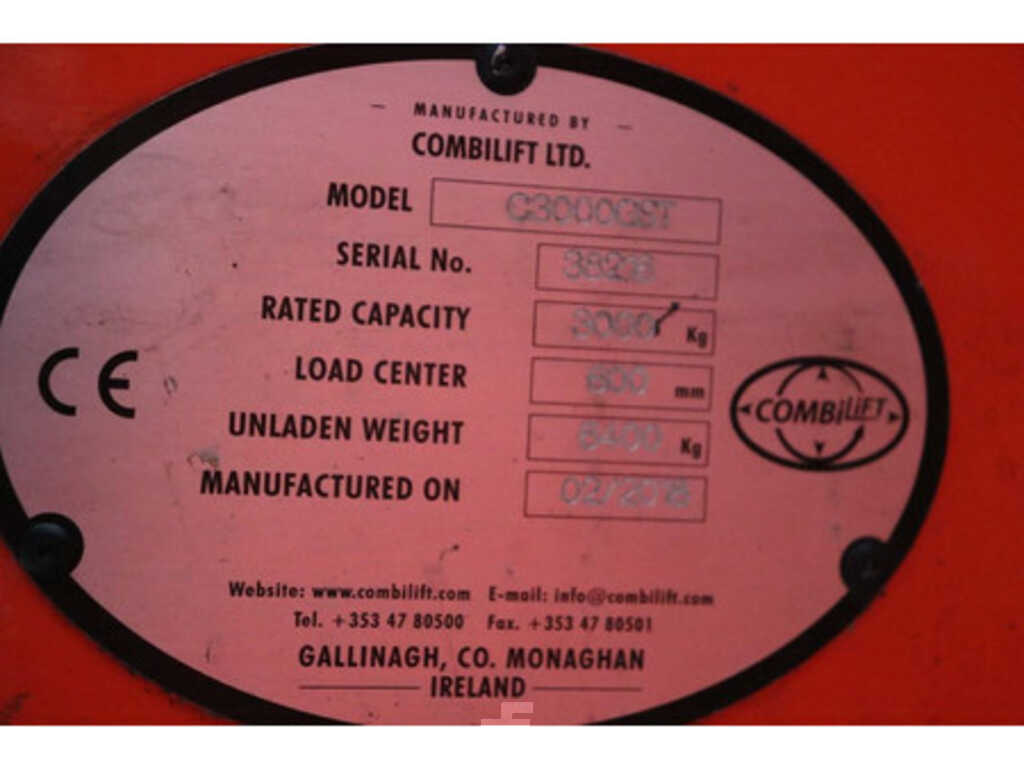 MANUFACTURED BY
COMBILIFT LTD.
MODEL
SERIAL No.
RATED CAPACITY 3000 Kg
LOAD CENTER 600 mm
UNLADEN WEIGHT Kg
MANUFACTURED ON
CE
COMBiLiFT
Website: www.combilift.com E-mail: info@combilift.com
Tel. +353 47 80500 Fax. +353 47 80501
GALLINAGH, CO. MONAGHAN
IRELAND